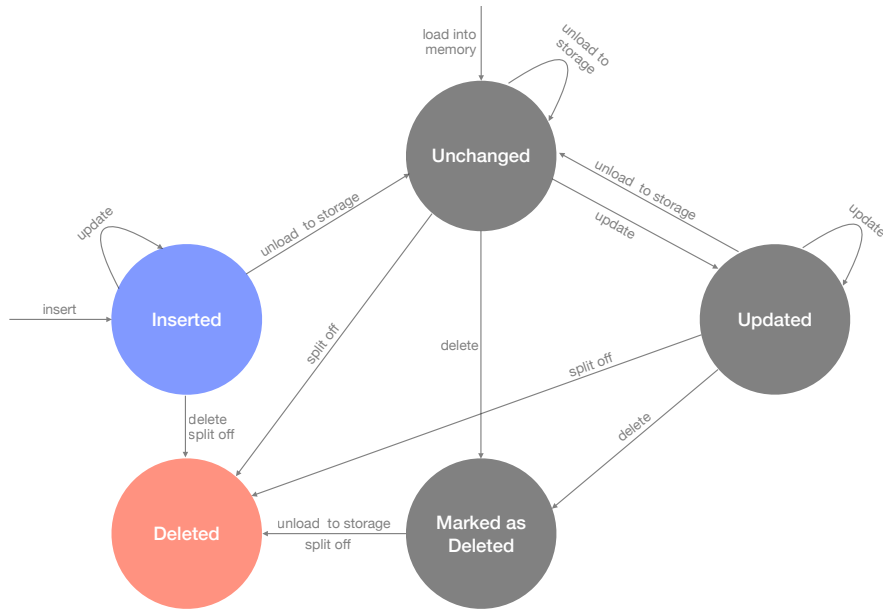 load into
memory
unload to
storage
Unchanged
unload  to storage
unload  to storage
update
update
update
insert
Inserted
Updated
split off
delete
split off
delete
delete
split off
Deleted
unload  to storage
split off
Marked as
Deleted